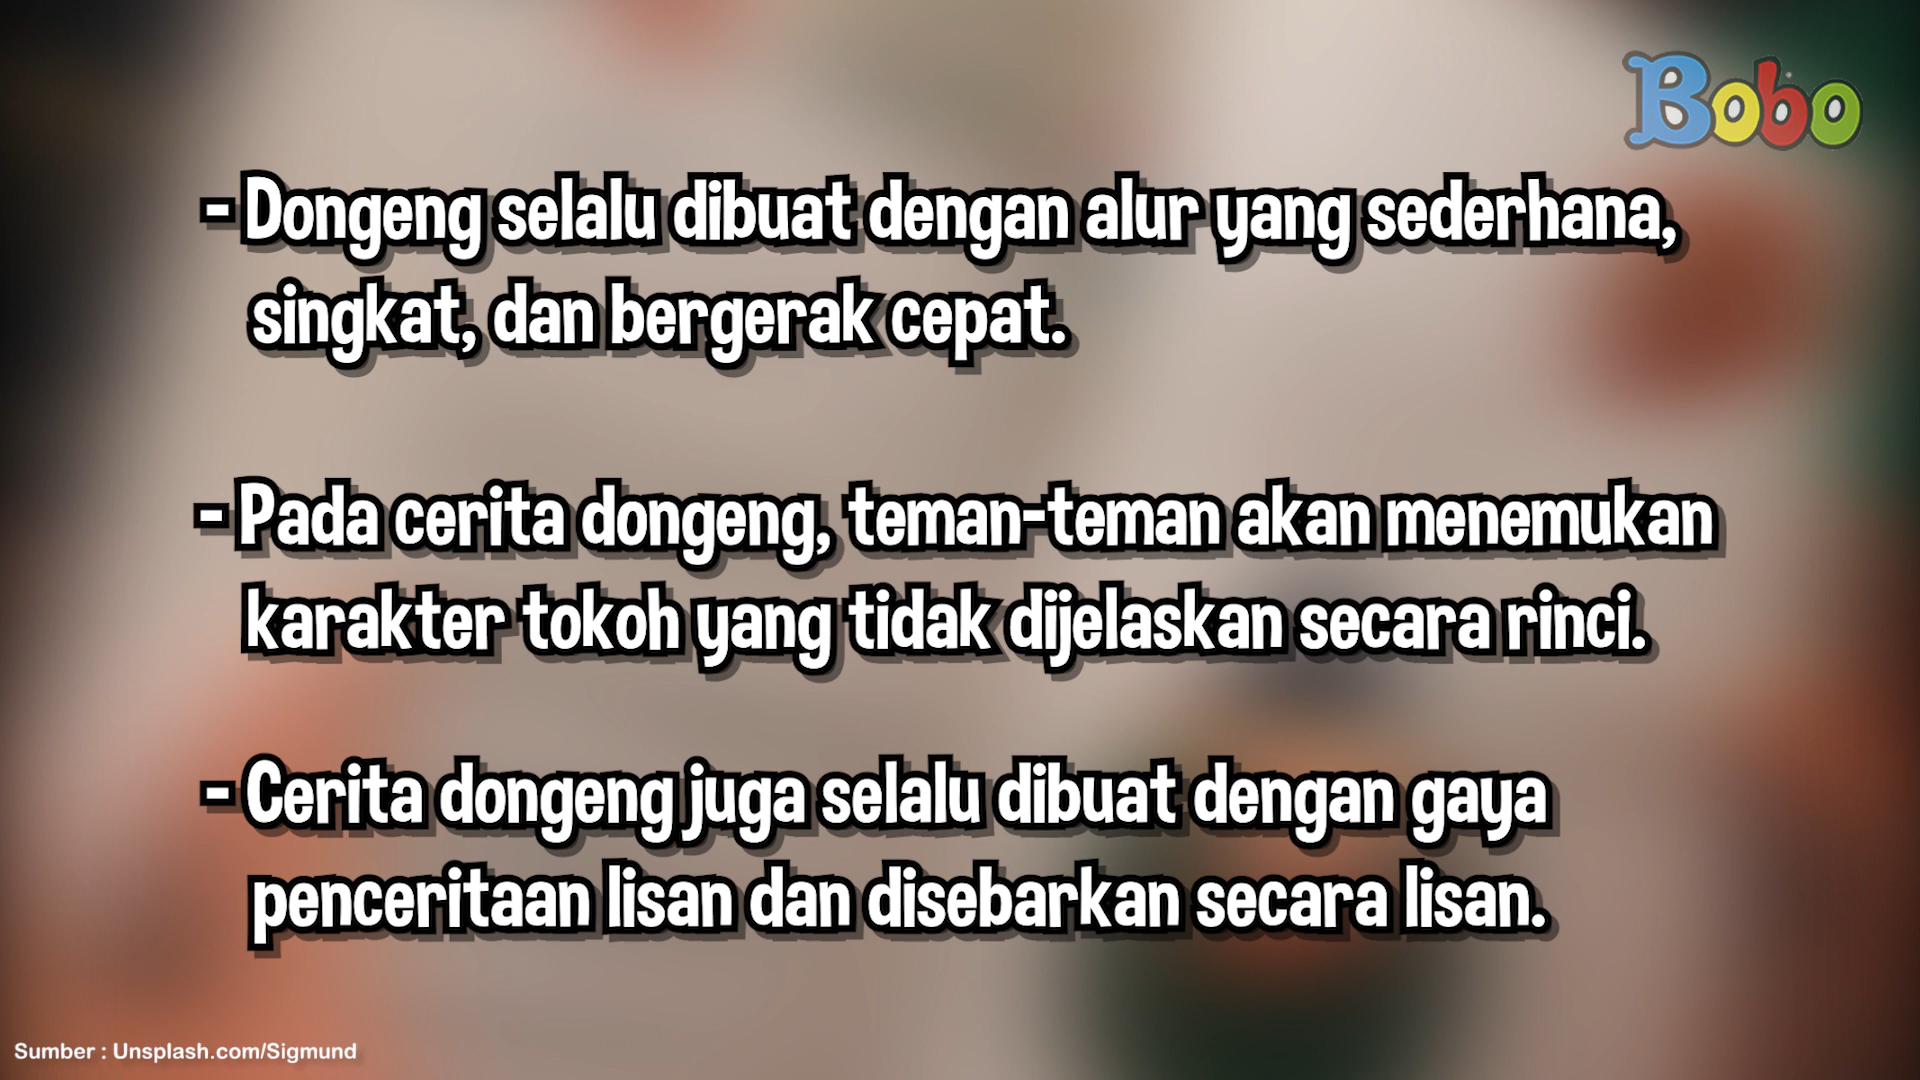 Bobo
- Dongeng selalu dibuat dengan alur yang sederhana,
singkat, dan bergerak cepat.
- Pada cerita dongeng, teman-teman akan menemukan
karakter tokoh yang tidak dijelaskan secara rinci.
- Cerita dongeng juga selalu dibuat dengan gaya
penceritaan lisan dan disebarkan secara lisan.
Sumber : Unsplash.com/Sigmund